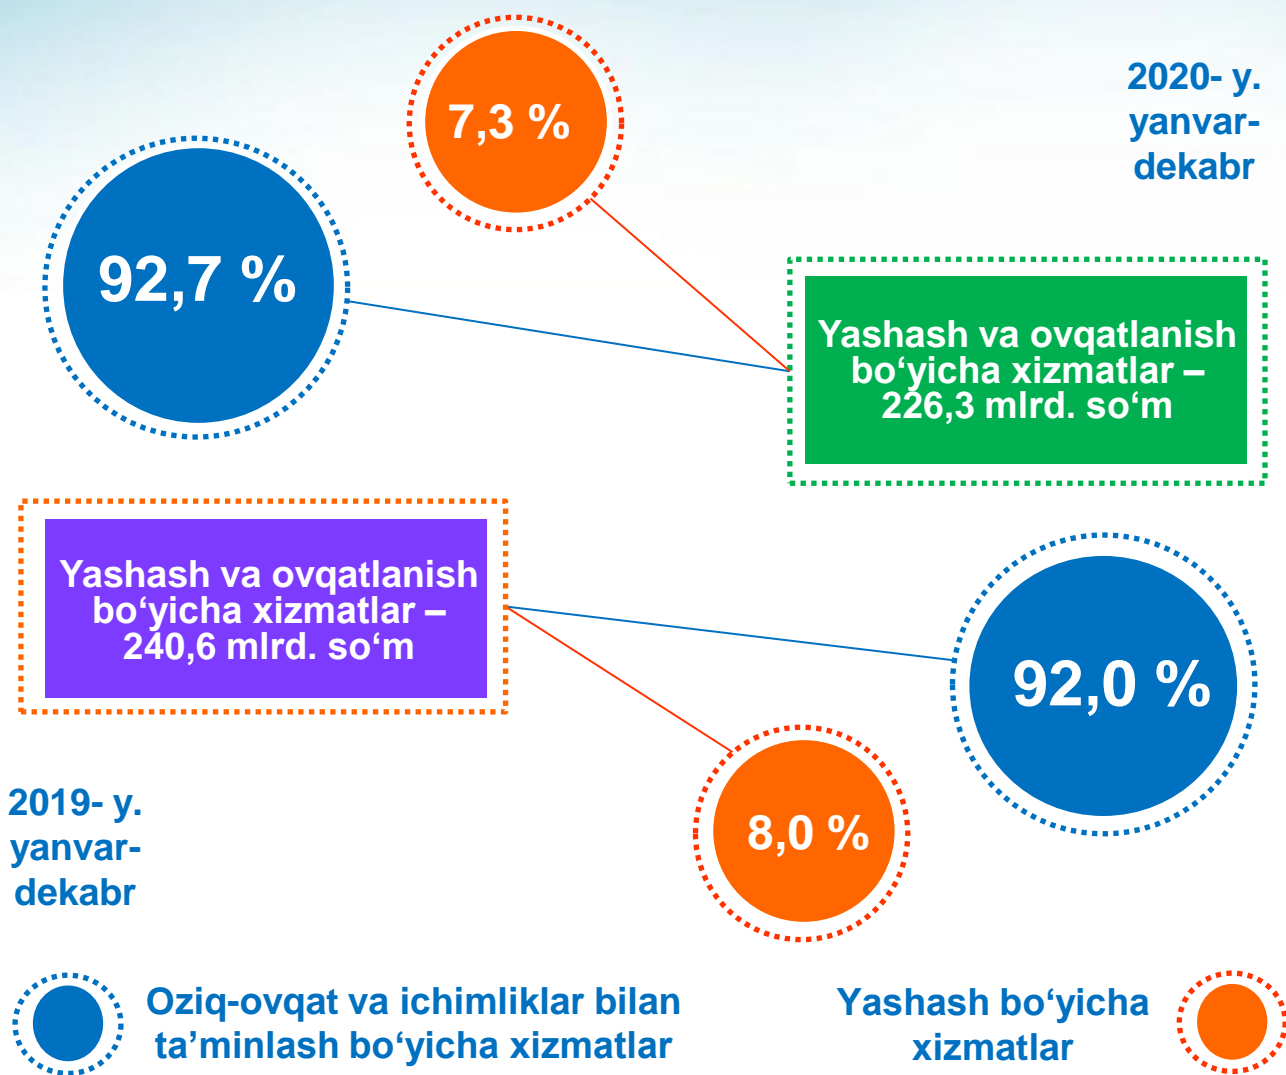 7,3 %
2020- y.
yanvar-
dekabr
92,7 %
Yashash va ovqatlanish
bo‘yicha xizmatlar –
226,3 mlrd. so‘m
Yashash va ovqatlanish
bo‘yicha xizmatlar –
240,6 mlrd. so‘m
92,0 %
2019- y.
yanvar-
dekabr
8,0 %
Oziq-ovqat va ichimliklar bilan
ta’minlash bo‘yicha xizmatlar
Yashash bo‘yicha
xizmatlar